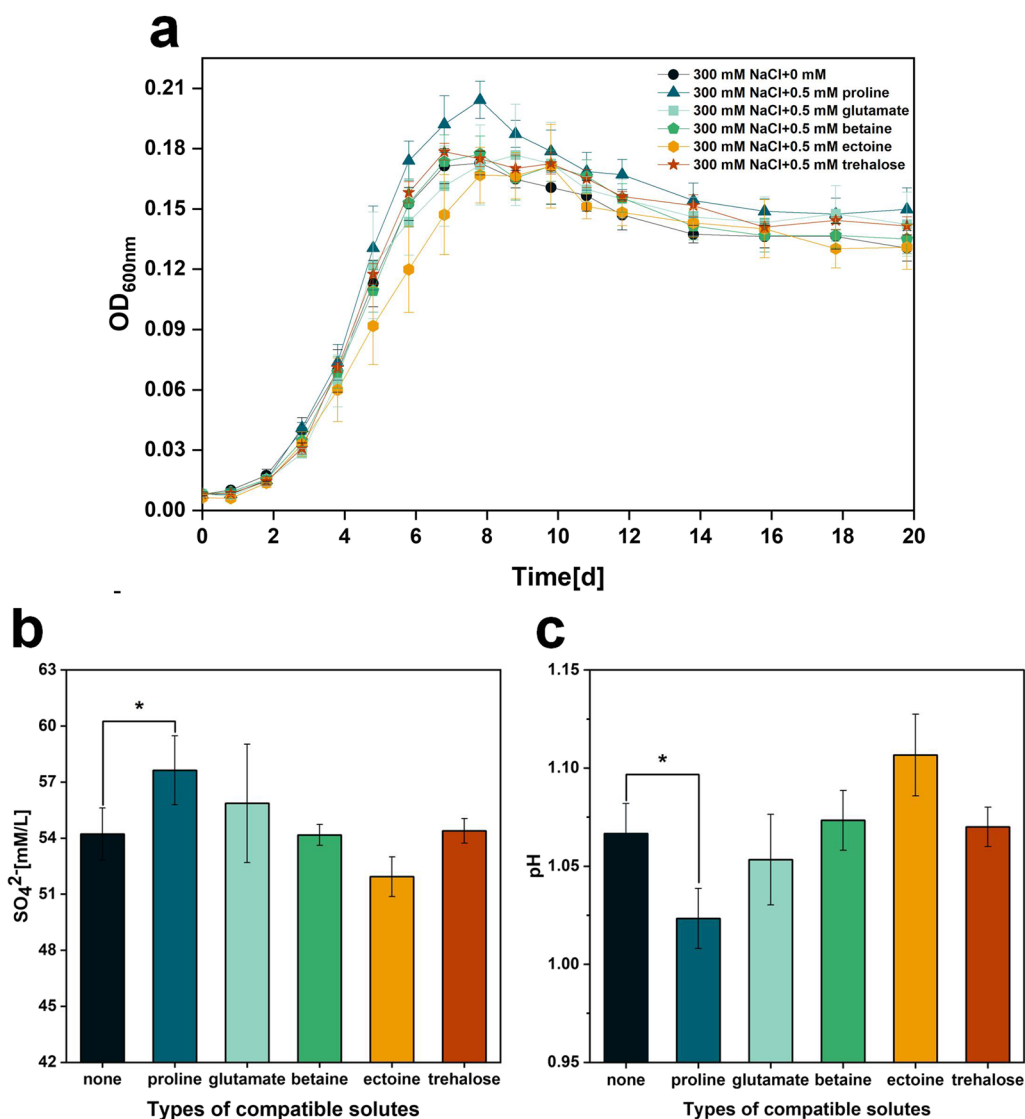 a
OD600nm
0.21
0.18
0.15
0.12
0.09
0.06
0.03
0.00
300 mM NaCl+0 mM
300 mM NaCl+0.5 mM proline
300 mM NaCl+0.5 mM glutamate
300 mM NaCl+0.5 mM betaine
300 mM NaCl+0.5 mM ectoine
300 mM NaCl+0.5 mM trehalose
0 2 4 6 8 10 12 14 16 18 20
Time[d]
b
SO4²⁻[mM/L]
63
60
57
54
51
48
45
42
*
none proline glutamate betaine ectoine trehalose
Types of compatible solutes
c
pH
1.15
1.10
1.05
1.00
0.95
*
none proline glutamate betaine ectoine trehalose
Types of compatible solutes